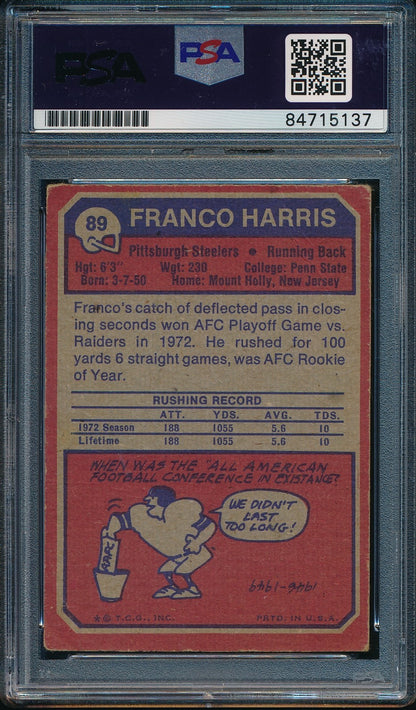 PSA
PSA
84715137
89 FRANCO HARRIS
Pittsburgh Steelers • Running Back
Hgt: 6'3" Wgt: 230 College: Penn State
Born: 3-7-50 Home: Mount Holly, New Jersey
Franco's catch of deflected pass in clos-
ing seconds won AFC Playoff Game vs.
Raiders in 1972. He rushed for 100
yards 6 straight games, was AFC Rookie
of Year.
RUSHING RECORD
ATT. YDS. AVG. TDS.
1972 Season 188 1055 5.6 10
Lifetime 188 1055 5.6 10
WHEN WAS THE "ALL AMERICAN
FOOTBALL CONFERENCE IN EXISTANCE?
WE DIDN'T
LAST
TOO LONG!
AAFC
1946-1949
* © T.C.G., INC. PRTD. IN U.S.A.